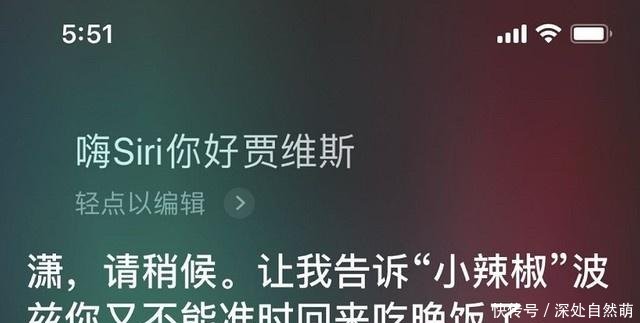 5:51
嗨Siri你好贾维斯
轻点以编辑
潇，请稍候。让我告诉“小辣椒”波
兹你又不能准时回来吃晚饭了
快传号 / 深处自然萌